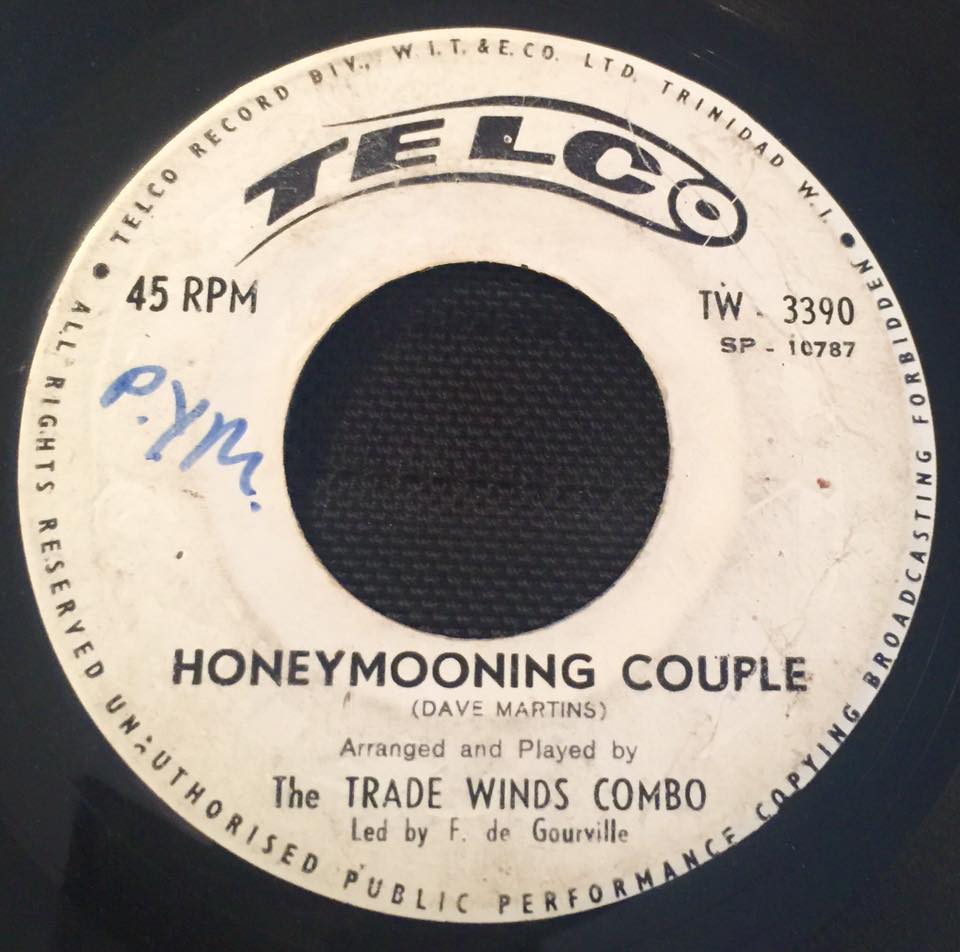 • TELCO RECORD DIV., W.I.T. & E.CO. LTD. TRINIDAD W.I. •
TELCO
45 RPM
TW - 3390
SP - 10787
P.Y.M.
HONEYMOONING COUPLE
(DAVE MARTINS)
Arranged and Played by
The TRADE WINDS COMBO
Led by F. de Gourville
ALL RIGHTS RESERVED UNAUTHORISED PUBLIC PERFORMANCE COPYING BROADCASTING FORBIDDEN